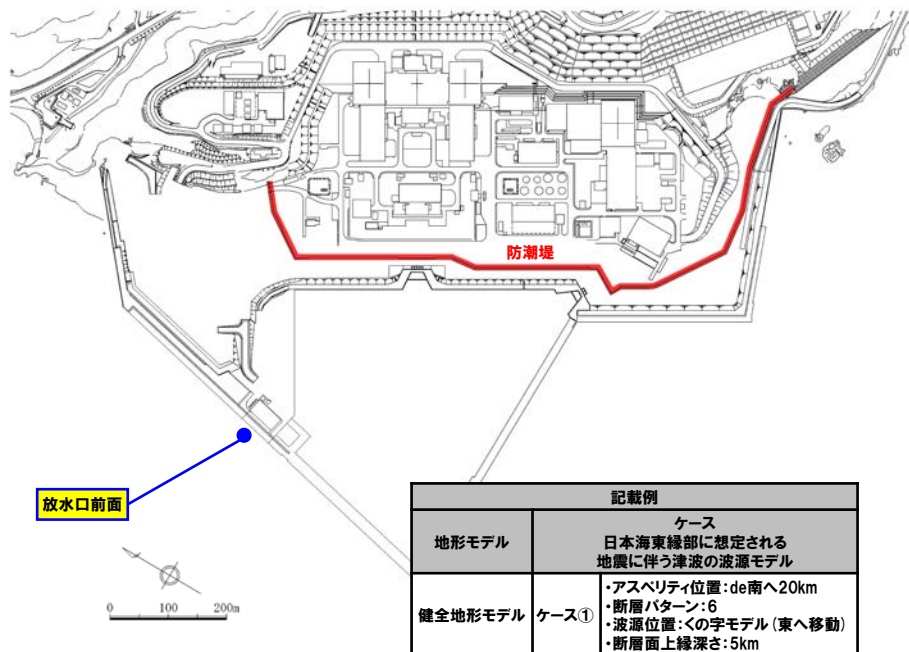 防潮堤
放水口前面
0 100 200m
記載例
地形モデル
ケース
日本海東縁部に想定される
地震に伴う津波の波源モデル
健全地形モデル
ケース①
・アスペリティ位置:de南へ20km
・断層パターン:6
・波源位置:くの字モデル(東へ移動)
・断層面上縁深さ:5km